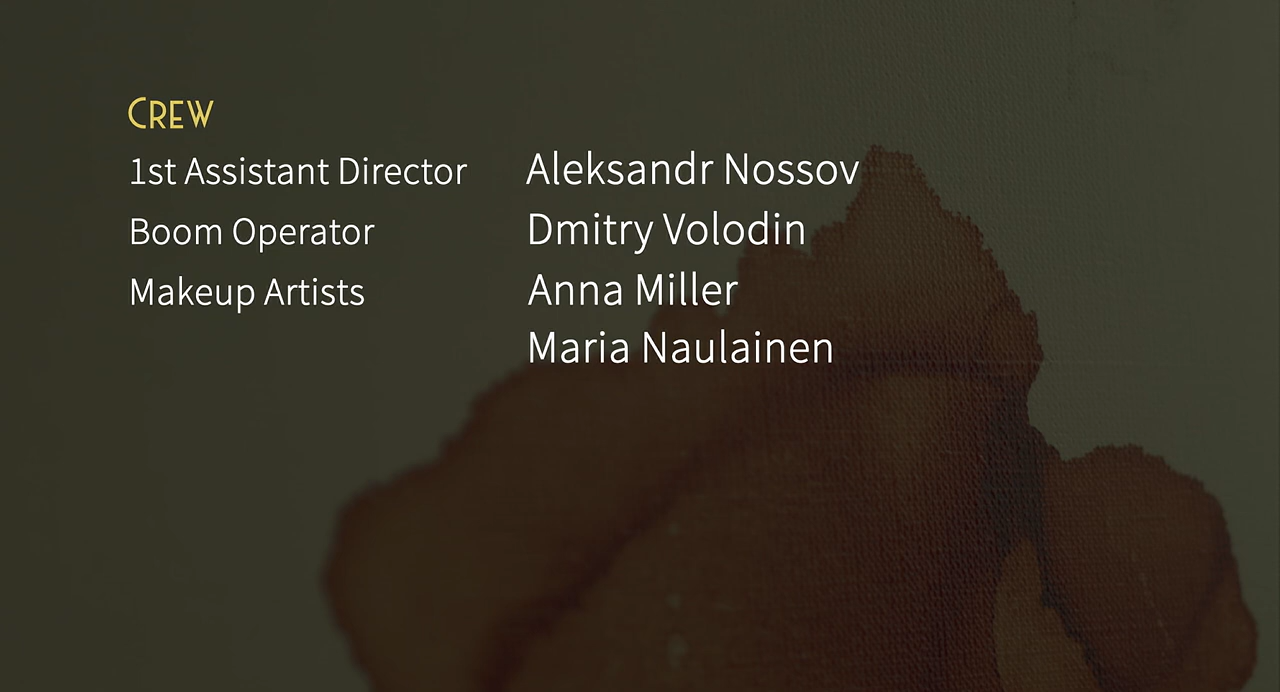 Crew
1st Assistant Director Aleksandr Nossov
Boom Operator Dmitry Volodin
Makeup Artists Anna Miller
Maria Naulainen